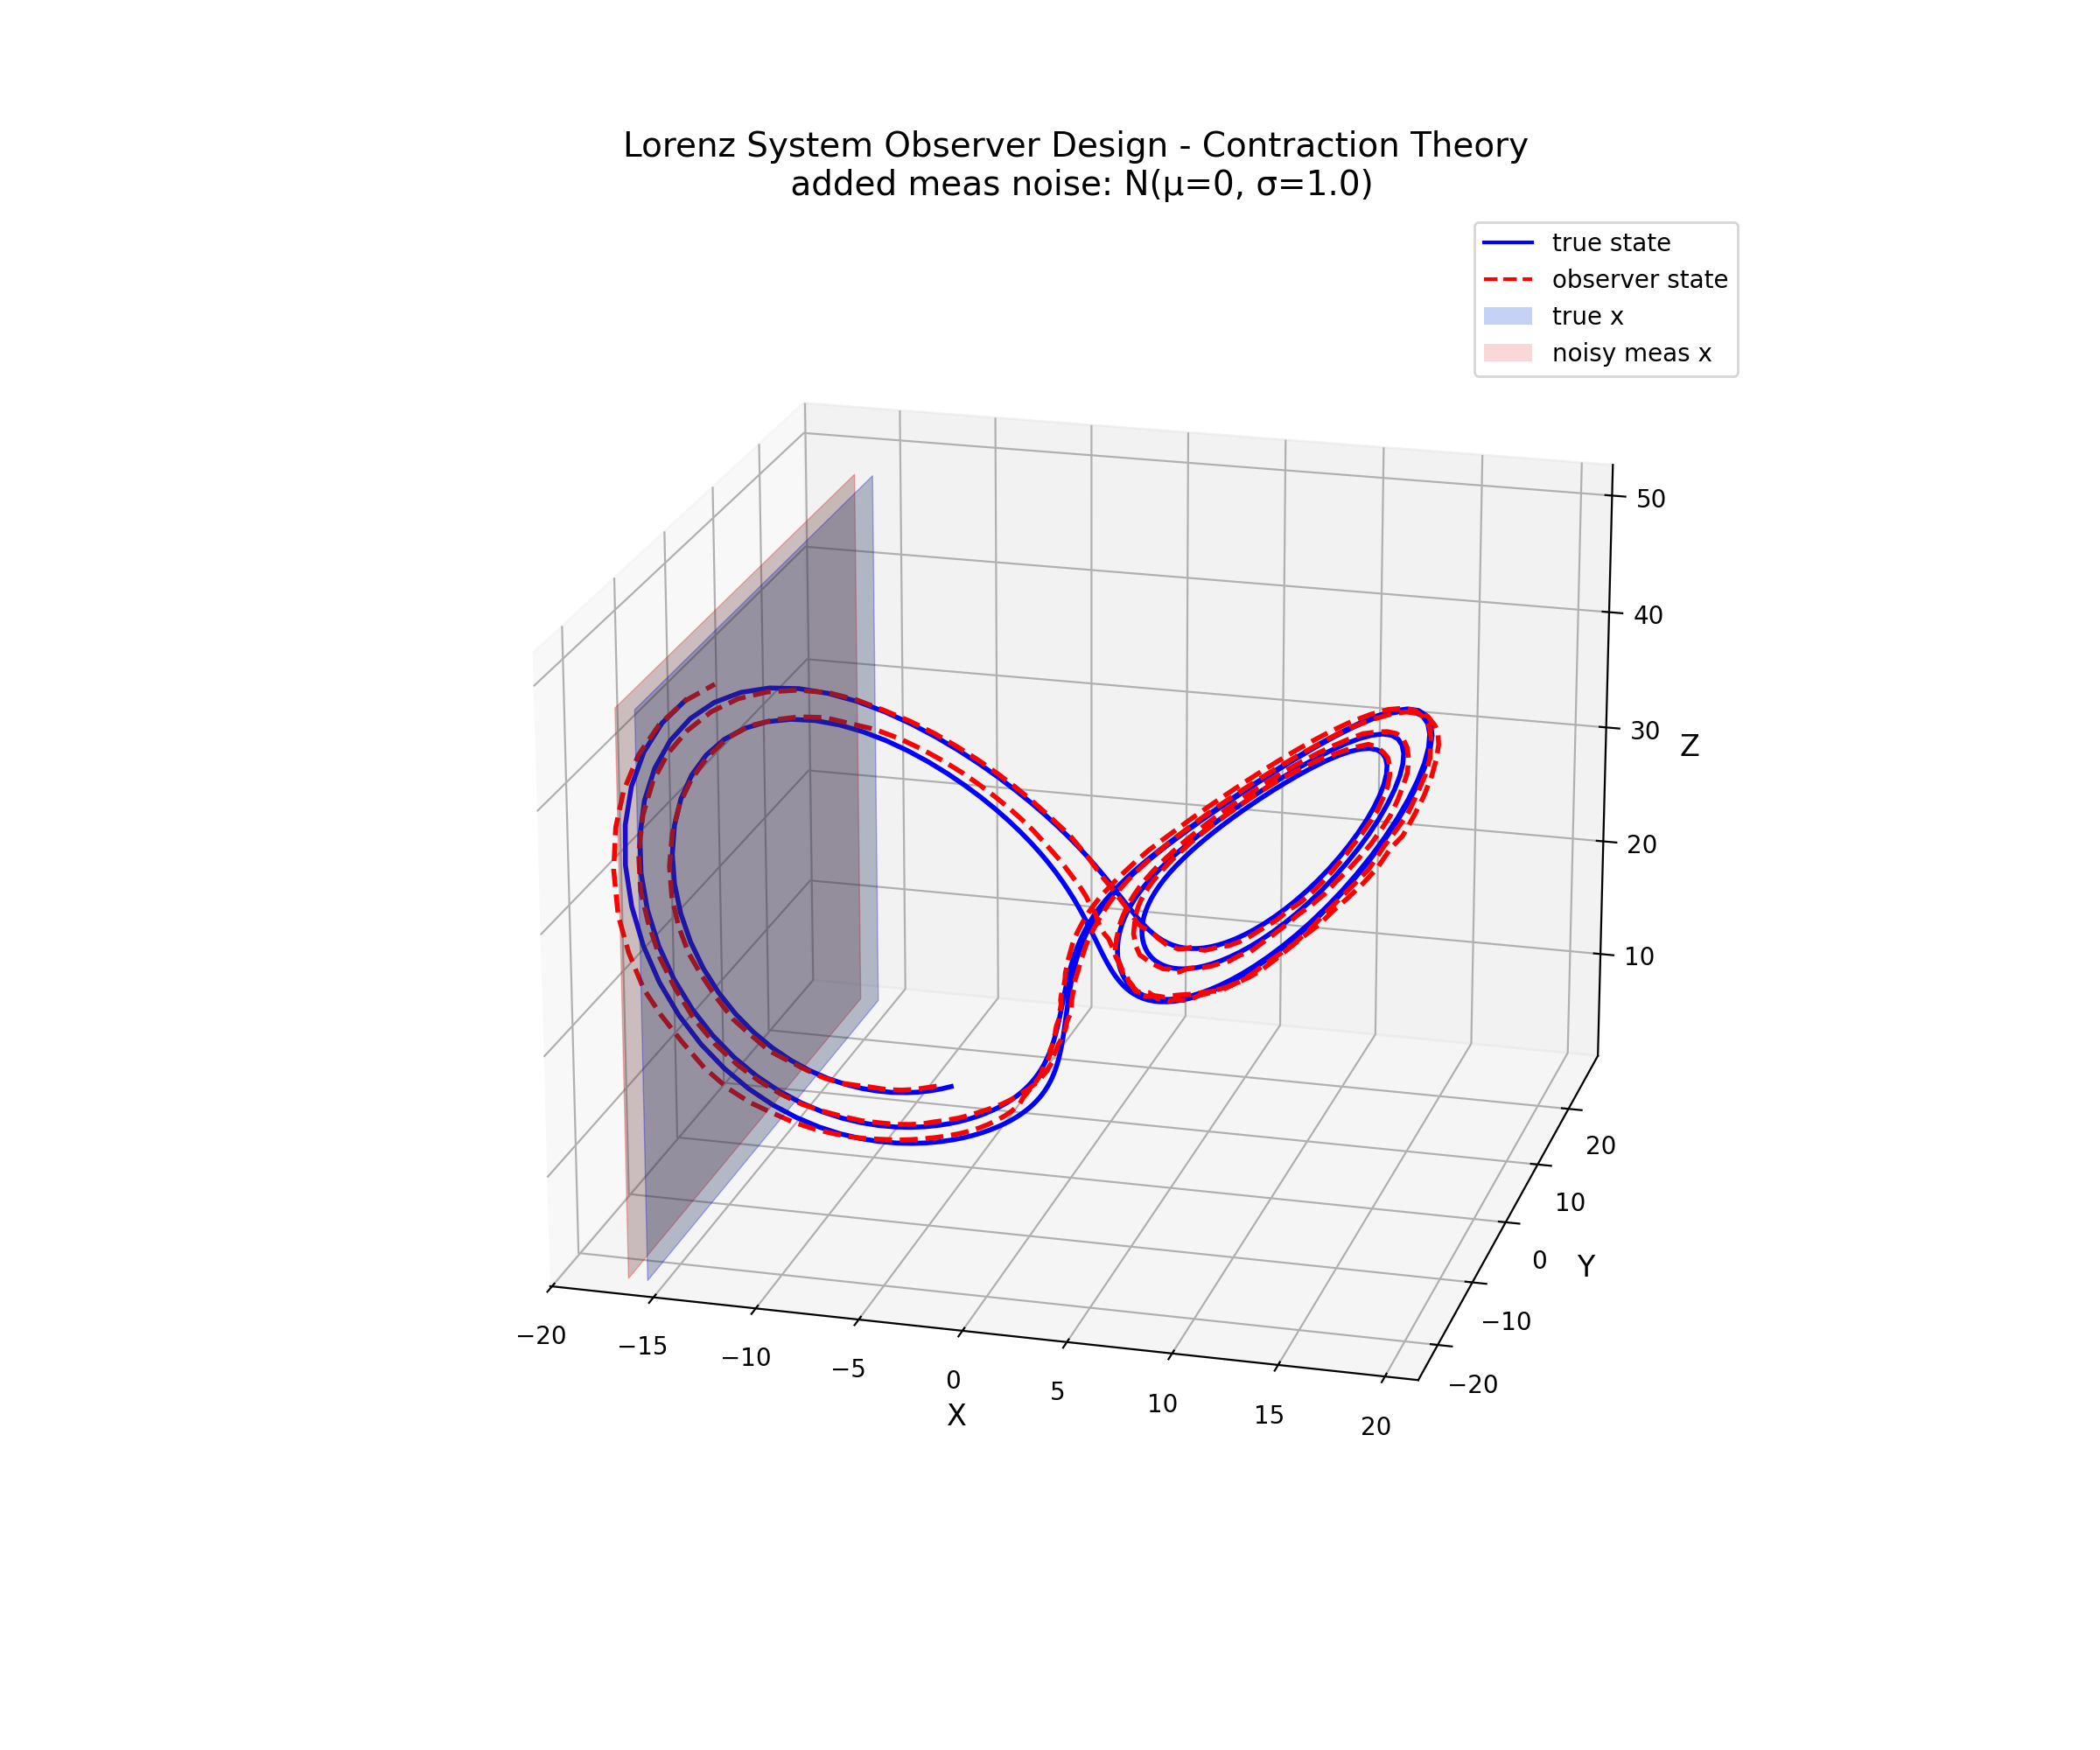 Lorenz System Observer Design - Contraction Theory
added meas noise: N(μ=0, σ=1.0)
true state
observer state
true x
noisy meas x
50
40
30
Z
20
10
20
10
0
Y
−10
−20
−20
−15
−10
−5
0
5
10
15
20
X